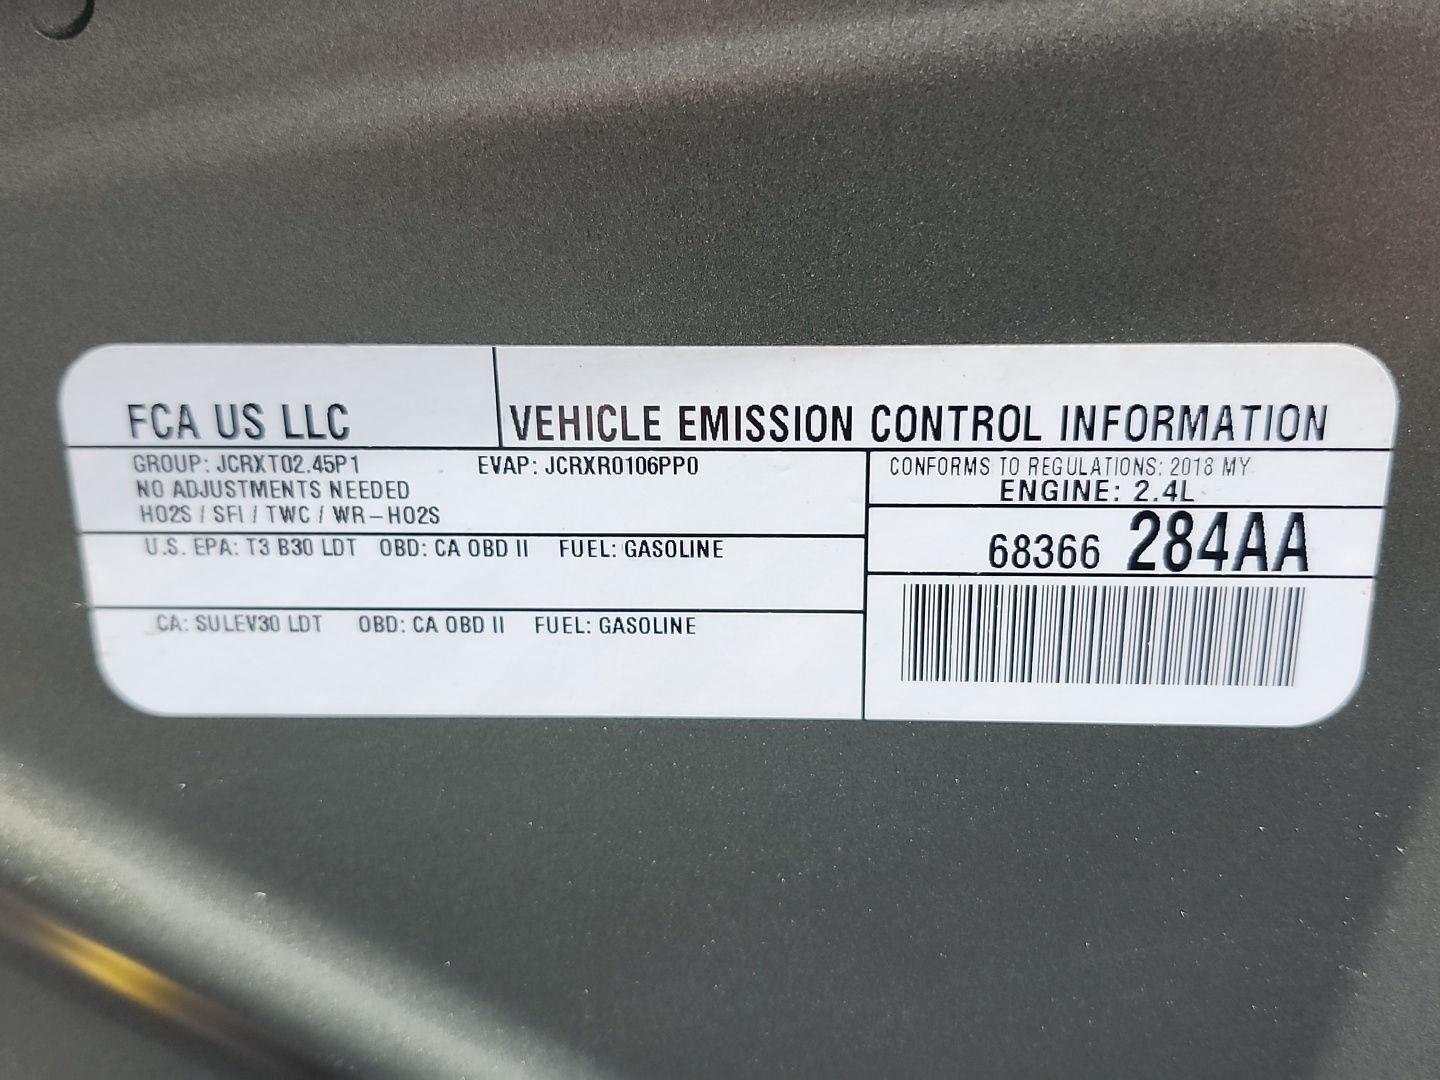 FCA US LLC
VEHICLE EMISSION CONTROL INFORMATION
GROUP: JCRXT02.45P1 EVAP: JCRXR0106PP0
NO ADJUSTMENTS NEEDED
HO2S / SFI / TWC / WR-HO2S
U.S. EPA: T3 B30 LDT OBD: CA OBD II FUEL: GASOLINE
CA: SULEV30 LDT OBD: CA OBD II FUEL: GASOLINE
CONFORMS TO REGULATIONS: 2018 MY
ENGINE: 2.4L
68366 284AA